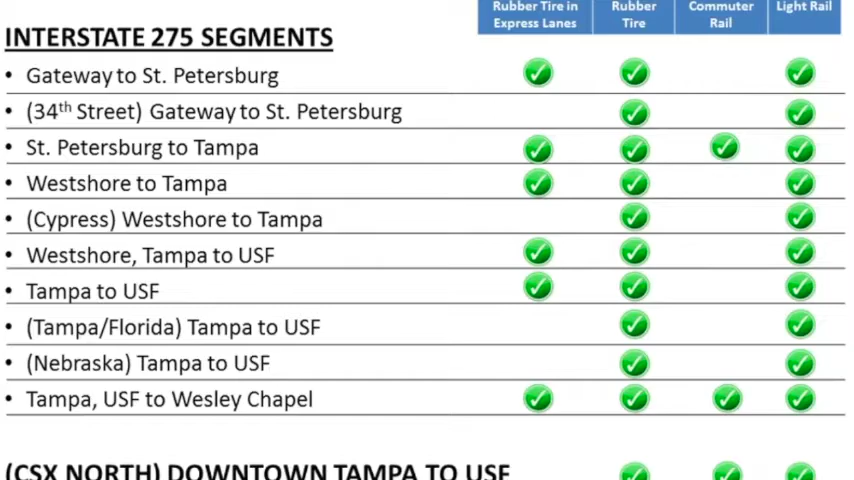 Rubber Tire in Express Lanes
Rubber Tire
Commuter Rail
Light Rail
INTERSTATE 275 SEGMENTS
• Gateway to St. Petersburg
• (34th Street) Gateway to St. Petersburg
• St. Petersburg to Tampa
• Westshore to Tampa
• (Cypress) Westshore to Tampa
• Westshore, Tampa to USF
• Tampa to USF
• (Tampa/Florida) Tampa to USF
• (Nebraska) Tampa to USF
• Tampa, USF to Wesley Chapel
(CSX NORTH) DOWNTOWN TAMPA TO USF